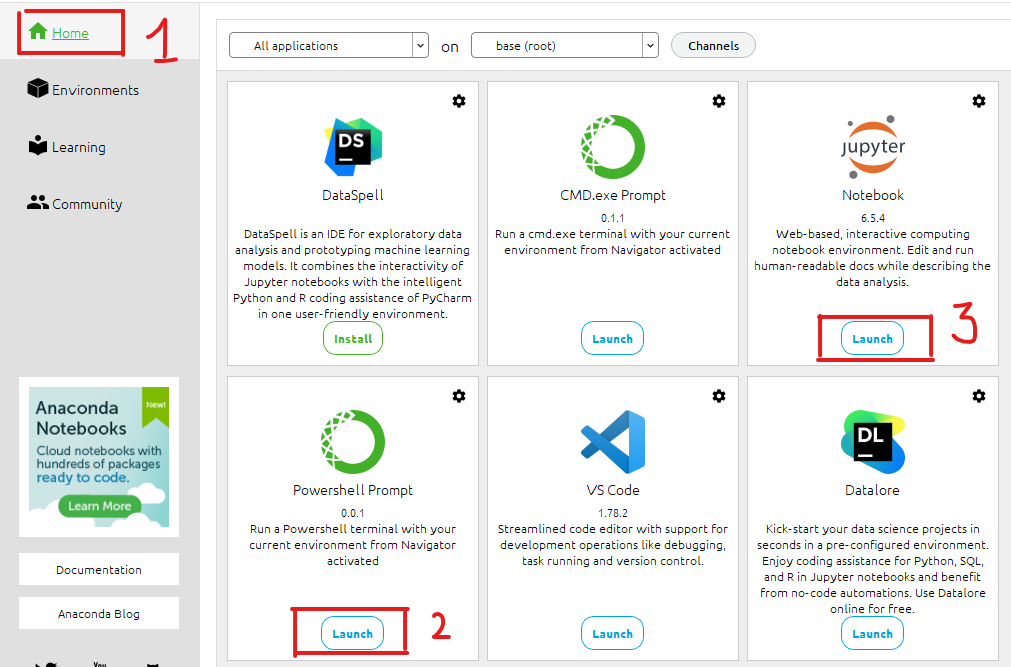 Home
1
Environments
Learning
Community
Anaconda
Notebooks
New!
Cloud notebooks with
hundreds of packages
ready to code.
Learn More
Documentation
Anaconda Blog
You
All applications
on
base (root)
Channels
DS
DataSpell
DataSpell is an IDE for exploratory data
analysis and prototyping machine learning
models. It combines the interactivity of
Jupyter notebooks with the intelligent
Python and R coding assistance of PyCharm
in one user-friendly environment.
Install
CMD.exe Prompt
0.1.1
Run a cmd.exe terminal with your current
environment from Navigator activated
Launch
jupyter
Notebook
6.5.4
Web-based, interactive computing
notebook environment. Edit and run
human-readable docs while describing the
data analysis.
Launch
3
Powershell Prompt
0.0.1
Run a Powershell terminal with your
current environment from Navigator
activated
Launch
2
VS Code
1.78.2
Streamlined code editor with support for
development operations like debugging,
task running and version control.
Launch
DL
Datalore
Kick-start your data science projects in
seconds in a pre-configured environment.
Enjoy coding assistance for Python, SQL,
and R in Jupyter notebooks and benefit
from no-code automations. Use Datalore
online for free.
Launch